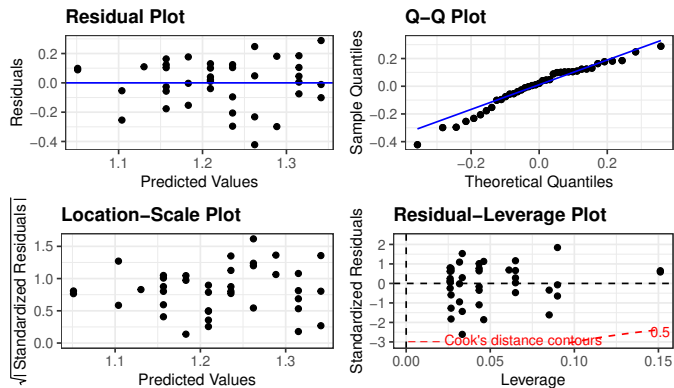 Residual Plot
0.2
0.0
−0.2
−0.4
Residuals
1.1 1.2 1.3
Predicted Values
Q−Q Plot
0.2
0.0
−0.2
−0.4
Sample Quantiles
−0.2 0.0 0.2
Theoretical Quantiles
Location−Scale Plot
1.5
1.0
0.5
0.0
√| Standardized Residuals |
1.1 1.2 1.3
Predicted Values
Residual−Leverage Plot
2
1
0
−1
−2
−3
Standardized Residuals
Cook's distance contours
0.5
0.00 0.05 0.10 0.15
Leverage